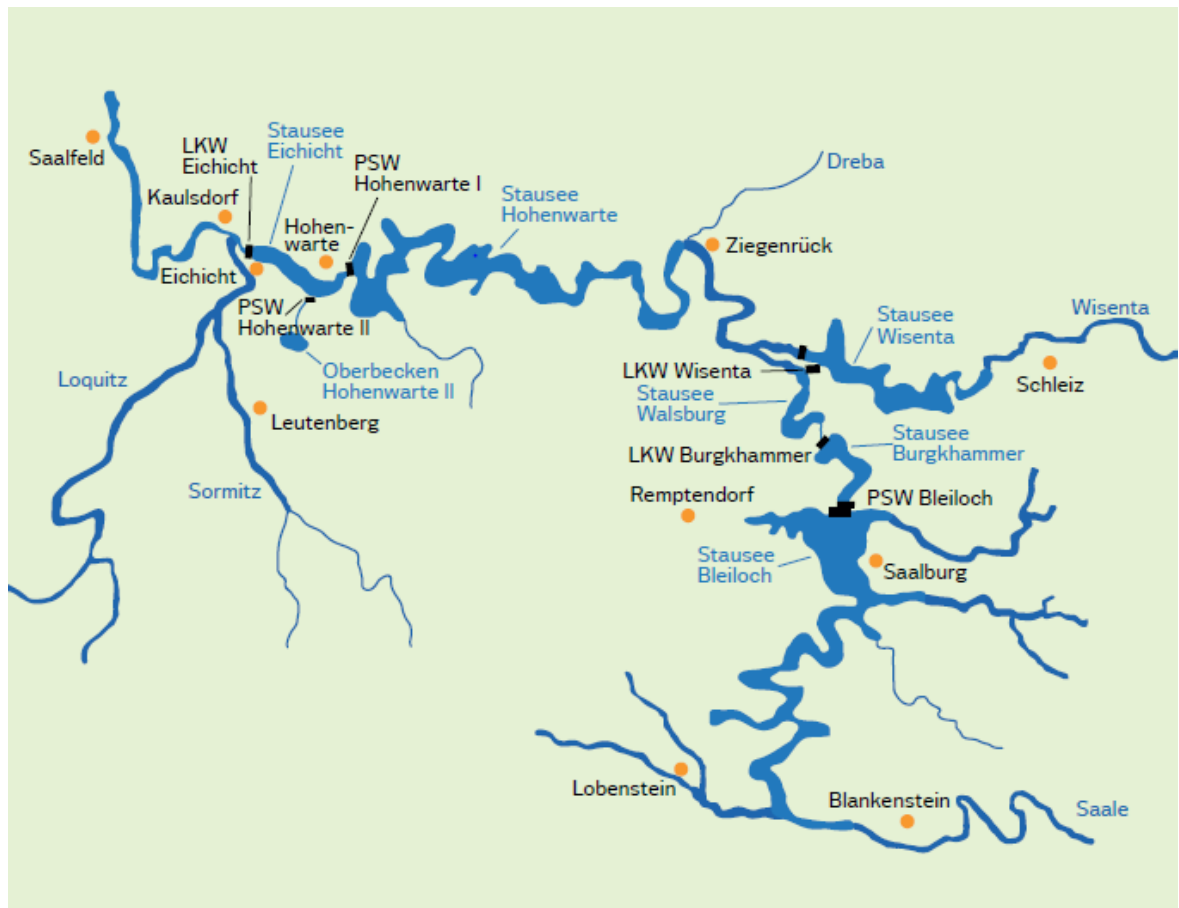 Saalfeld
LKW
Eichicht
Stausee
Eichicht
PSW
Hohenwarte I
Kaulsdorf
Hohen-
warte
Stausee
Hohenwarte
Dreba
Ziegenrück
Eichicht
PSW
Hohenwarte II
Oberbecken
Hohenwarte II
Stausee
Wisenta
Wisenta
Loquitz
Leutenberg
LKW Wisenta
Stausee
Walsburg
Schleiz
LKW Burgkhammer
Stausee
Burgkhammer
Sormitz
Remptendorf
PSW Bleiloch
Stausee
Bleiloch
Saalburg
Lobenstein
Blankenstein
Saale